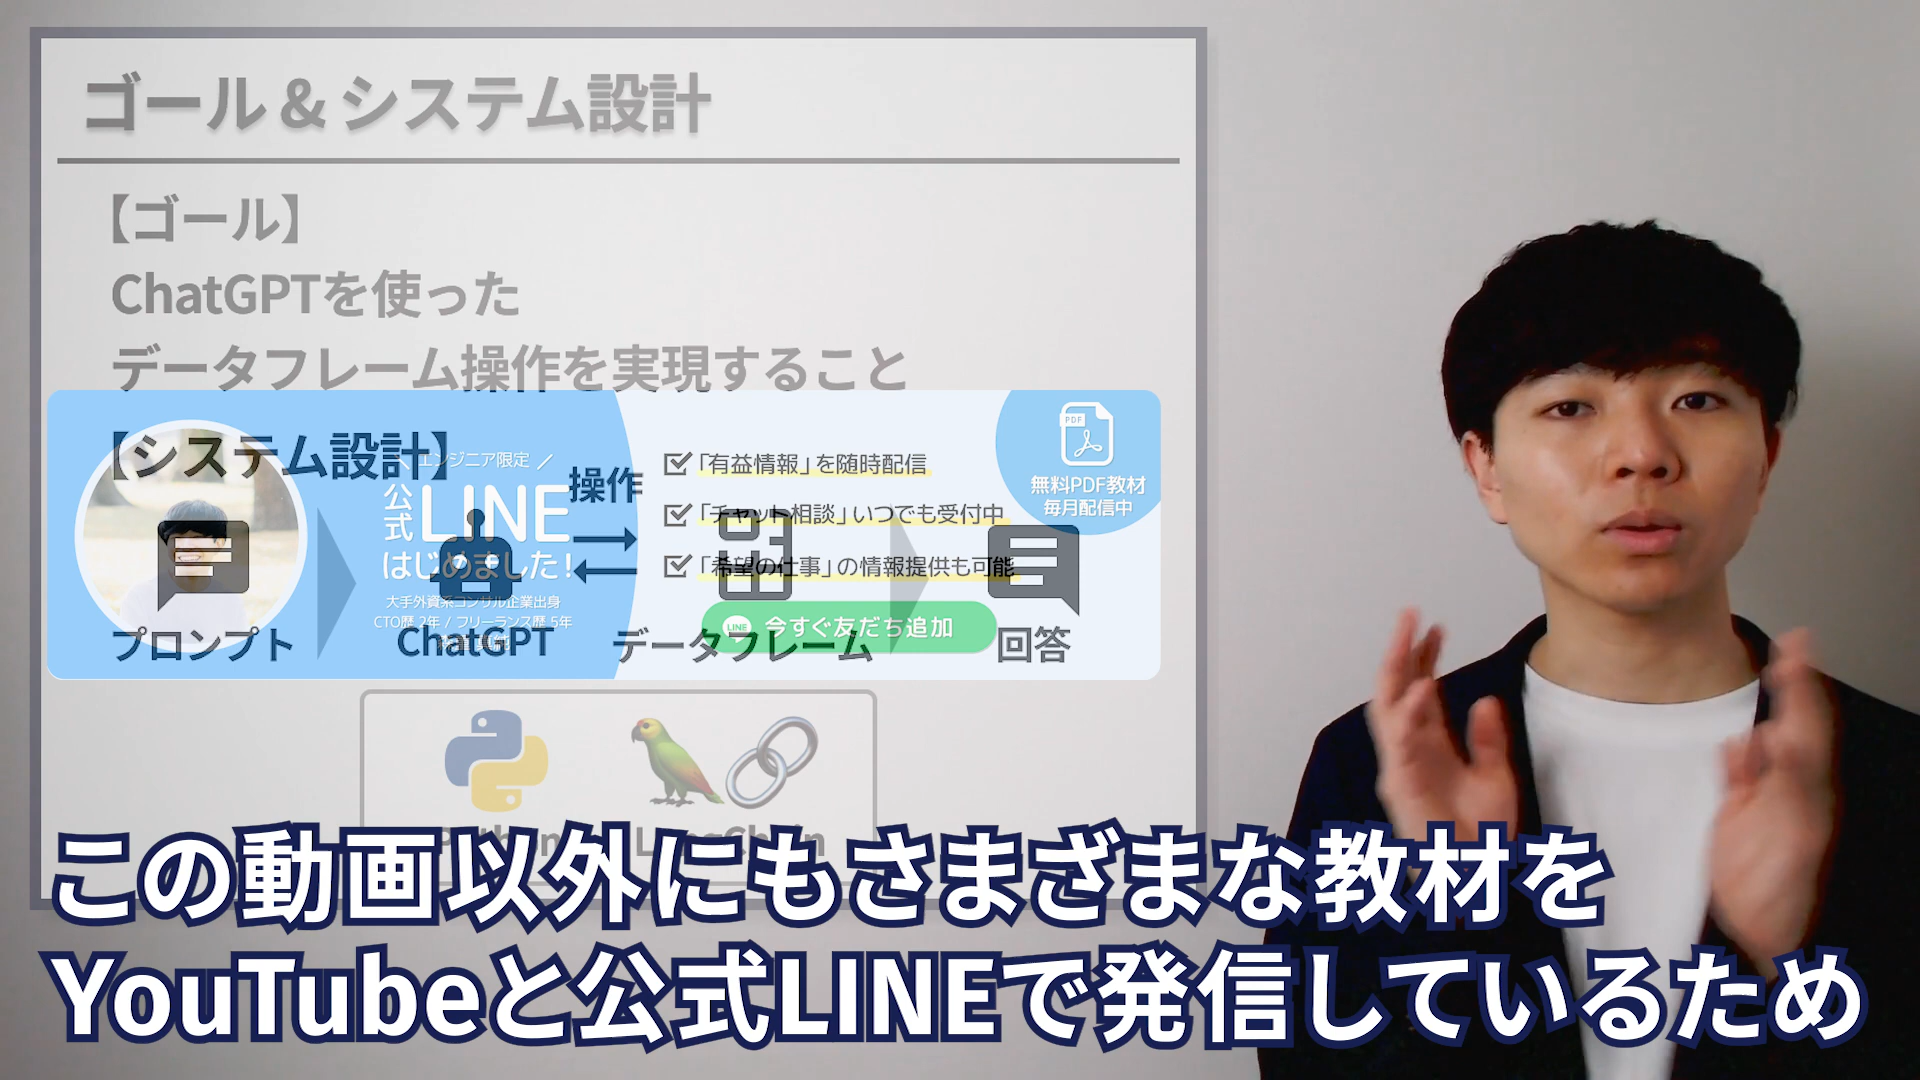 ゴール & システム設計
【ゴール】
ChatGPTを使った
データフレーム操作を実現すること
【システム設計】
操作
プロンプト
ChatGPT
データフレーム
回答
エンジニア限定 /
公式LINE
はじめました!
大手外資系コンサル企業出身
CTO歴 2年 / フリーランス歴 5年
「有益情報」を随時配信
「チャット相談」いつでも受付中
「希望の仕事」の情報提供も可能
LINE 今すぐ友だち追加
PDF
無料PDF教材
毎月配信中
Python
LangChain
この動画以外にもさまざまな教材を
YouTubeと公式LINEで発信しているため